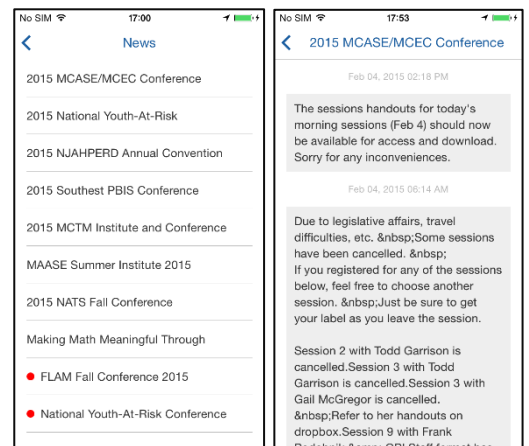 No SIM 17:00
News
2015 MCASE/MCEC Conference
2015 National Youth-At-Risk
2015 NJAHPERD Annual Convention
2015 Southest PBIS Conference
2015 MCTM Institute and Conference
MAASE Summer Institute 2015
2015 NATS Fall Conference
Making Math Meaningful Through
FLAM Fall Conference 2015
National Youth-At-Risk Conference
No SIM 17:53
2015 MCASE/MCEC Conference
Feb 04, 2015 02:18 PM
The sessions handouts for today's
morning sessions (Feb 4) should now
be available for access and download.
Sorry for any inconveniences.
Feb 04, 2015 06:14 AM
Due to legislative affairs, travel
difficulties, etc. &nbsp;Some sessions
have been cancelled. &nbsp;
If you registered for any of the sessions
below, feel free to choose another
session. &nbsp;Just be sure to get
your label as you leave the session.
Session 2 with Todd Garrison is
cancelled.Session 3 with Todd
Garrison is cancelled.Session 3 with
Gail McGregor is cancelled.
&nbsp;Refer to her handouts on
dropbox.Session 9 with Frank